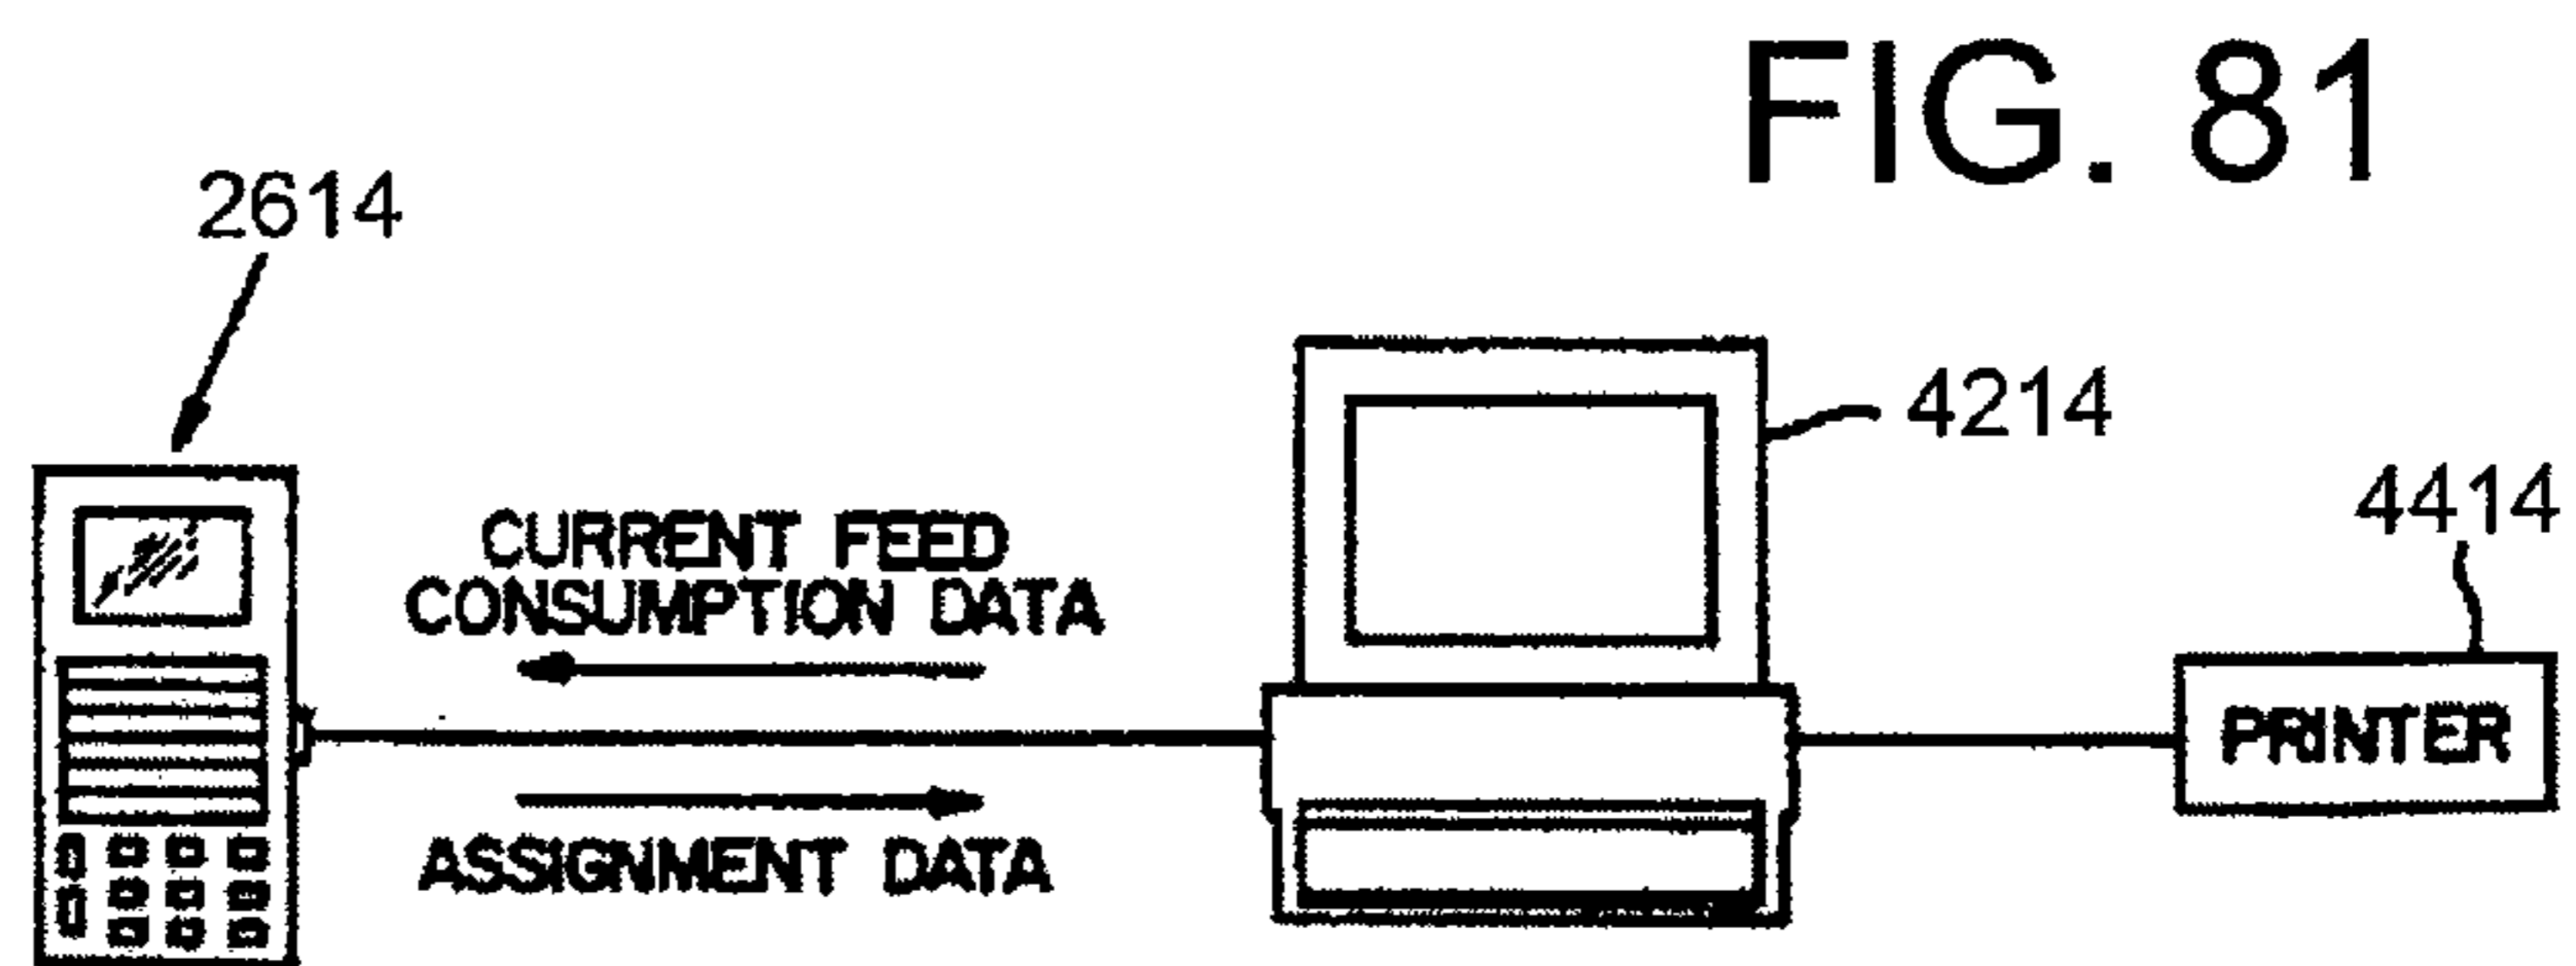 FIG. 81
2614
4214
4414
CURRENT FEED
CONSUMPTION DATA
PRINTER
ASSIGNMENT DATA